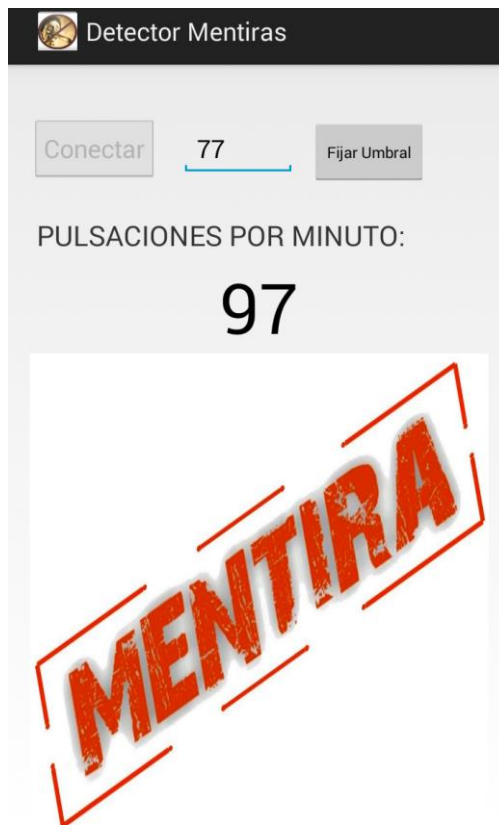 Detector Mentiras
Conectar 77 Fijar Umbral
PULSACIONES POR MINUTO:
97
MENTIRA